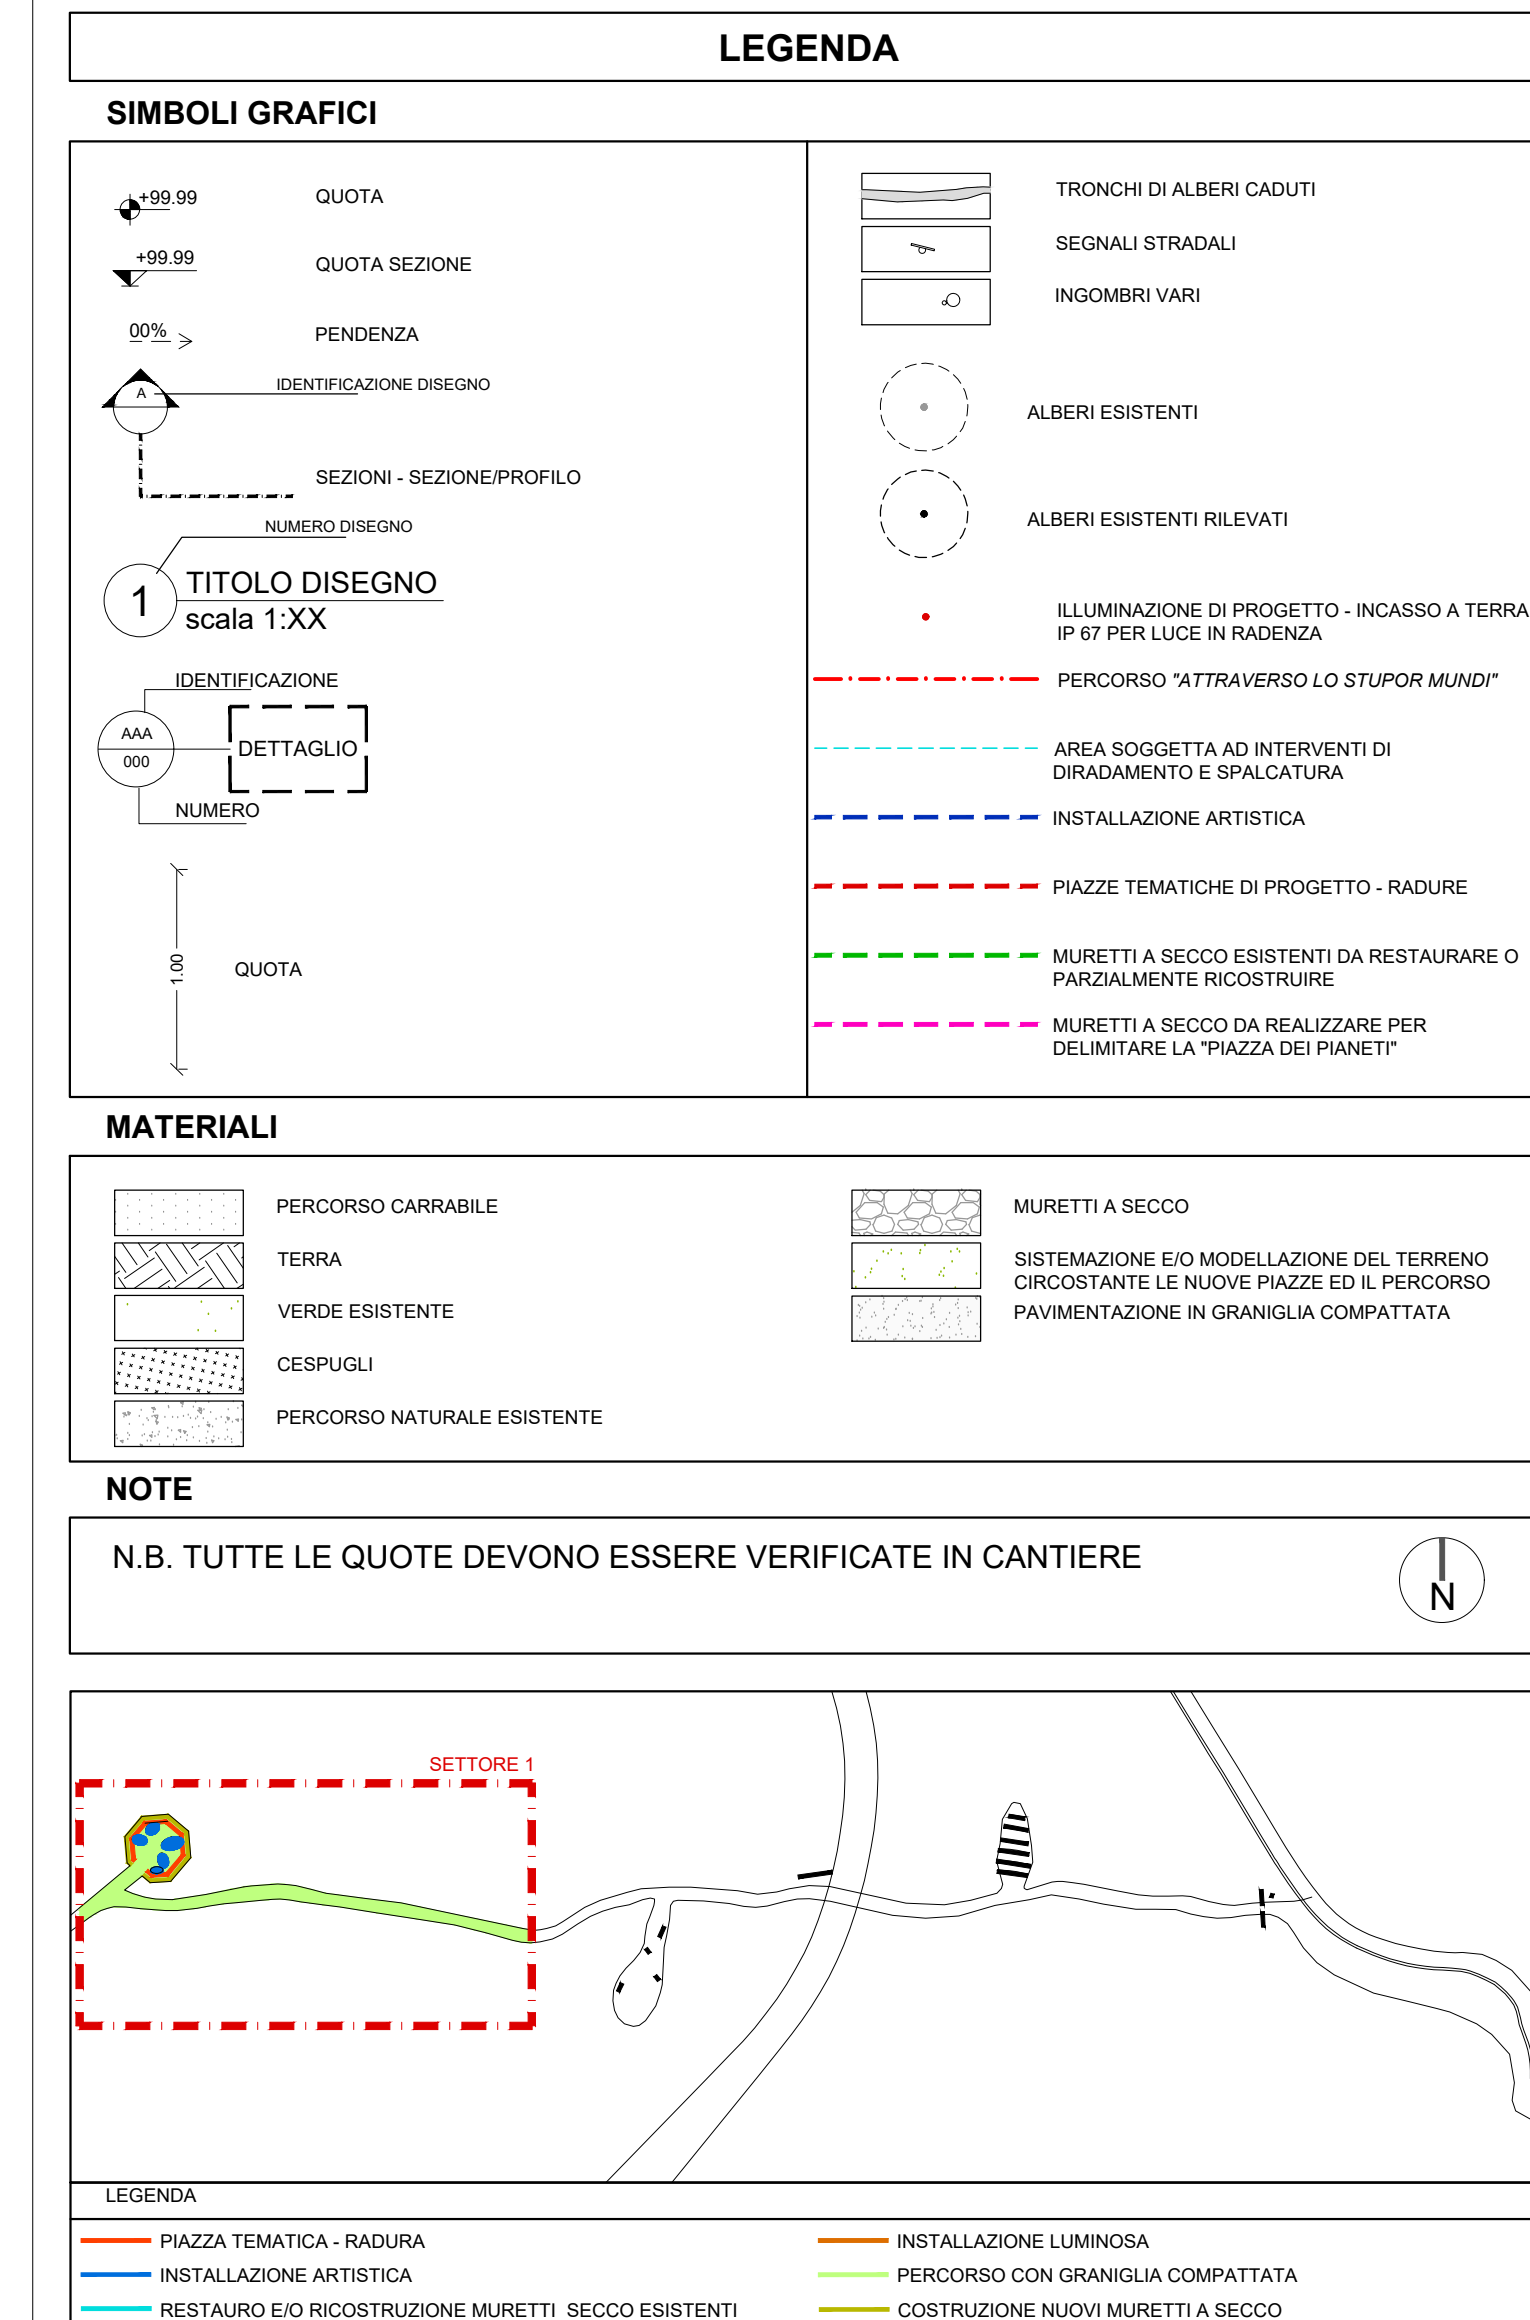 LEGENDA
SIMBOLI GRAFICI
+99.99
QUOTA
+99.99
QUOTA SEZIONE
00%
PENDENZA
IDENTIFICAZIONE DISEGNO
A
SEZIONI - SEZIONE/PROFILO
NUMERO DISEGNO
1
TITOLO DISEGNO
scala 1:XX
IDENTIFICAZIONE
AAA
000
DETTAGLIO
NUMERO
1.00
QUOTA
TRONCHI DI ALBERI CADUTI
SEGNALI STRADALI
INGOMBRI VARI
ALBERI ESISTENTI
ALBERI ESISTENTI RILEVATI
ILLUMINAZIONE DI PROGETTO - INCASSO A TERRA
IP 67 PER LUCE IN RADENZA
PERCORSO "ATTRAVERSO LO STUPOR MUNDI"
AREA SOGGETTA AD INTERVENTI DI
DIRADAMENTO E SPALCATURA
INSTALLAZIONE ARTISTICA
PIAZZE TEMATICHE DI PROGETTO - RADURE
MURETTI A SECCO ESISTENTI DA RESTAURARE O
PARZIALMENTE RICOSTRUIRE
MURETTI A SECCO DA REALIZZARE PER
DELIMITARE LA "PIAZZA DEI PIANETI"
MATERIALI
PERCORSO CARRABILE
TERRA
VERDE ESISTENTE
CESPUGLI
PERCORSO NATURALE ESISTENTE
MURETTI A SECCO
SISTEMAZIONE E/O MODELLAZIONE DEL TERRENO
CIRCOSTANTE LE NUOVE PIAZZE ED IL PERCORSO
PAVIMENTAZIONE IN GRANIGLIA COMPATTATA
NOTE
N.B. TUTTE LE QUOTE DEVONO ESSERE VERIFICATE IN CANTIERE
N
SETTORE 1
LEGENDA
PIAZZA TEMATICA - RADURA
INSTALLAZIONE ARTISTICA
RESTAURO E/O RICOSTRUZIONE MURETTI SECCO ESISTENTI
INSTALLAZIONE LUMINOSA
PERCORSO CON GRANIGLIA COMPATTATA
COSTRUZIONE NUOVI MURETTI A SECCO